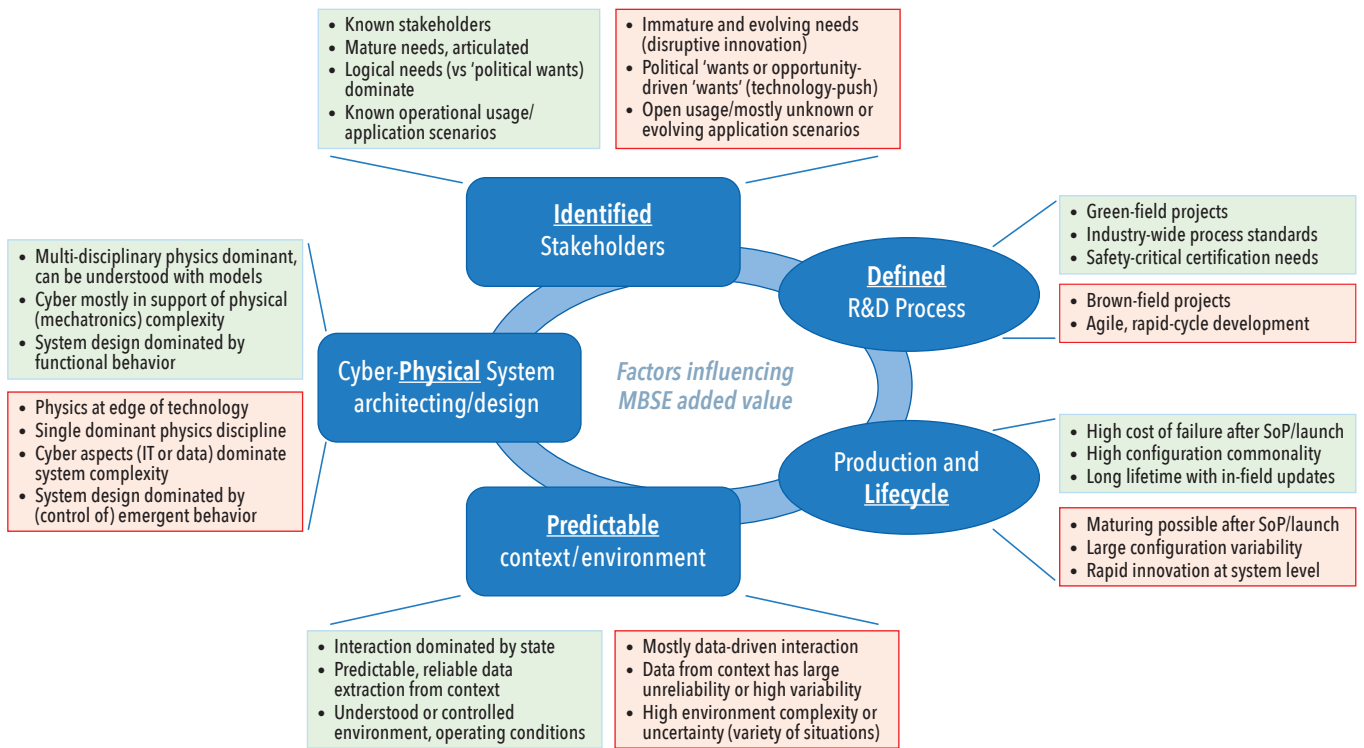 • Known stakeholders
• Mature needs, articulated
• Logical needs (vs ‘political wants)
dominate
• Known operational usage/
application scenarios
• Immature and evolving needs
(disruptive innovation)
• Political ‘wants or opportunity-
driven ‘wants’ (technology-push)
• Open usage/mostly unknown or
evolving application scenarios
Identified
Stakeholders
• Green-field projects
• Industry-wide process standards
• Safety-critical certification needs
Defined
R&D Process
• Brown-field projects
• Agile, rapid-cycle development
• Multi-disciplinary physics dominant,
can be understood with models
• Cyber mostly in support of physical
(mechatronics) complexity
• System design dominated by
functional behavior
Cyber-Physical System
architecting/design
• Physics at edge of technology
• Single dominant physics discipline
• Cyber aspects (IT or data) dominate
system complexity
• System design dominated by
(control of) emergent behavior
Factors influencing
MBSE added value
• High cost of failure after SoP/launch
• High configuration commonality
• Long lifetime with in-field updates
Production and
Lifecycle
• Maturing possible after SoP/launch
• Large configuration variability
• Rapid innovation at system level
Predictable
context/environment
• Interaction dominated by state
• Predictable, reliable data
extraction from context
• Understood or controlled
environment, operating conditions
• Mostly data-driven interaction
• Data from context has large
unreliability or high variability
• High environment complexity or
uncertainty (variety of situations)